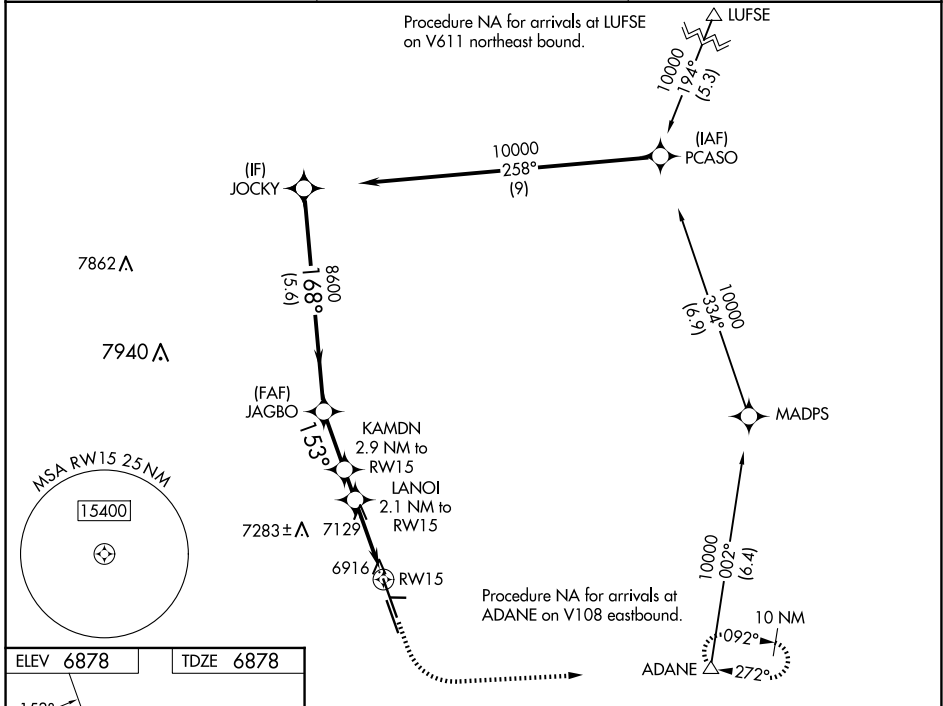 Procedure NA for arrivals at LUFSE
on V611 northeast bound.
LUFSE
10000
194°
(5.3)
(IAF)
PCASO
10000
258°
(9)
(IF)
JOCKY
7862
8600
168°
(5.6)
10000
334°
(6.9)
7940
(FAF)
JAGBO
MADPS
153°
KAMDN
2.9 NM to
RW15
LANOI
2.1 NM to
RW15
MSA RW15 25 NM
15400
7283±
7129
6916
RW15
10000
002°
(6.4)
Procedure NA for arrivals at
ADANE on V108 eastbound.
10 NM
092°
272°
ADANE
ELEV 6878
TDZE 6878